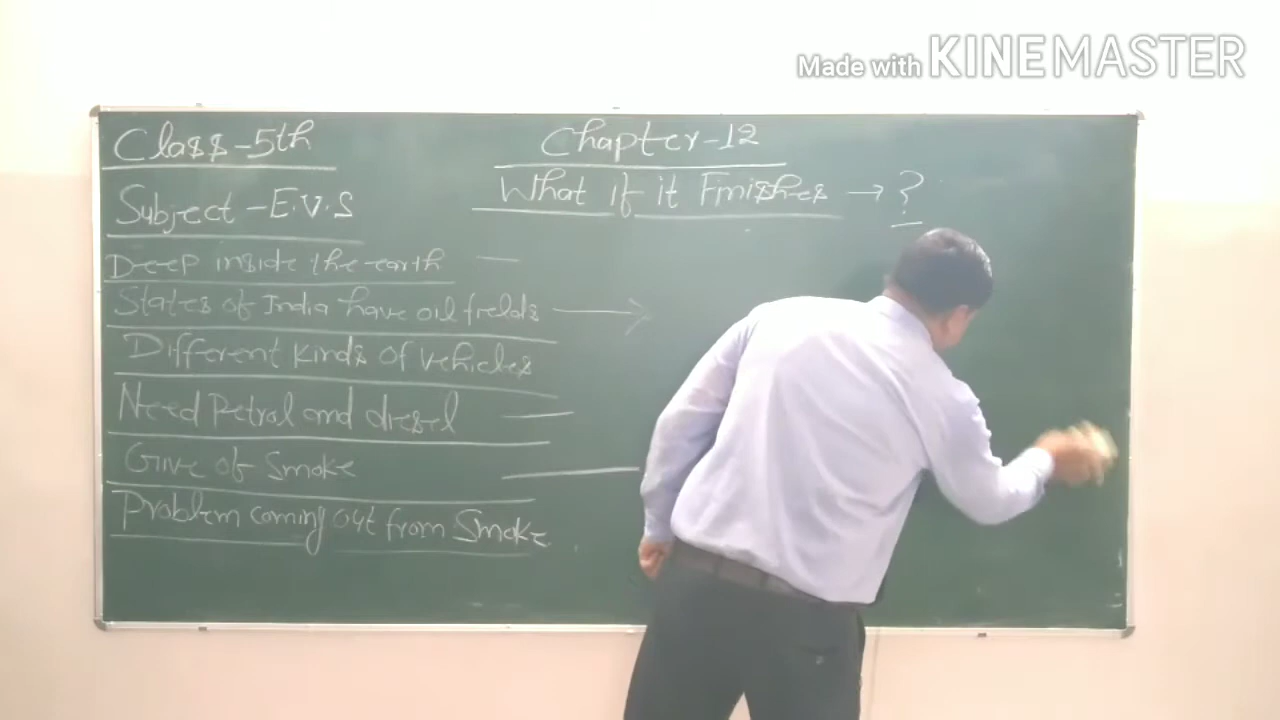 Made with KINEMASTER
Class-5th
Chapter-12
Subject-E.V.S
What if it Finishes → ?
Deep inside the earth —
States of India have oil fields →
Different kinds of vehicles
Need Petrol and diesel —
Give of Smoke —
Problem coming out from Smoke